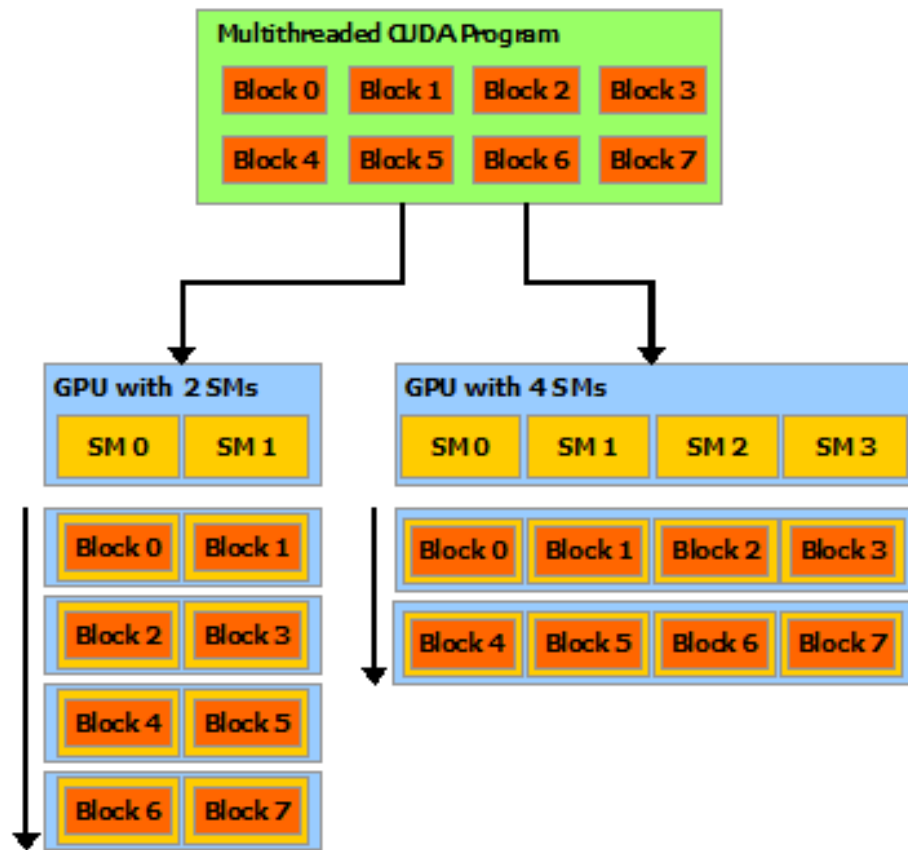 Multithreaded CUDA Program
Block 0 Block 1 Block 2 Block 3
Block 4 Block 5 Block 6 Block 7
GPU with 2 SMs
SM 0 SM 1
Block 0 Block 1
Block 2 Block 3
Block 4 Block 5
Block 6 Block 7
GPU with 4 SMs
SM 0 SM 1 SM 2 SM 3
Block 0 Block 1 Block 2 Block 3
Block 4 Block 5 Block 6 Block 7